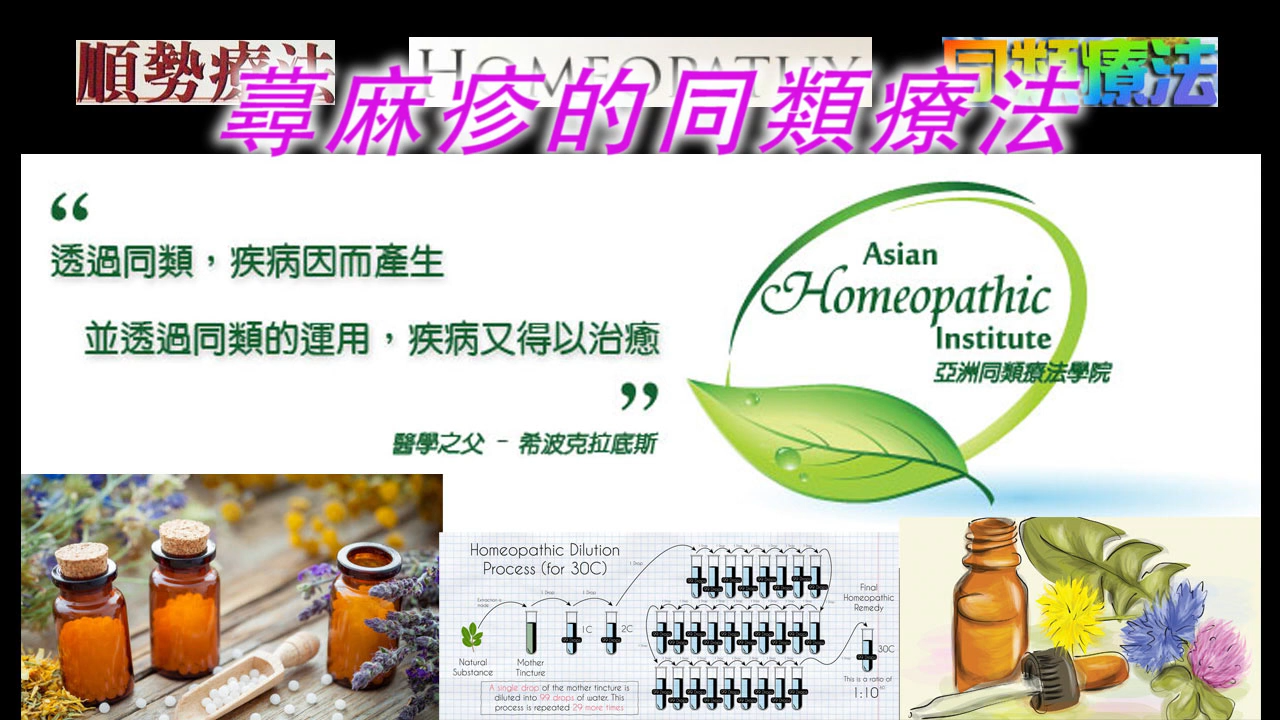 順勢療法
HOMEOPATHY
同類療法
蕁麻疹的同類療法
“
透過同類，疾病因而產生
並透過同類的運用，疾病又得以治癒
”
醫學之父 - 希波克拉底斯
Asian
Homeopathic
Institute
亞洲同類療法學院
Homeopathic Dilution
Process (for 30C)
Natural
Substance
Mother
Tincture
1C
2C
Final
Homeopathic
Remedy
30C
This is a ratio of
A single drop of the mother tincture is
diluted into 99 drops of water. This
process is repeated 29 more times